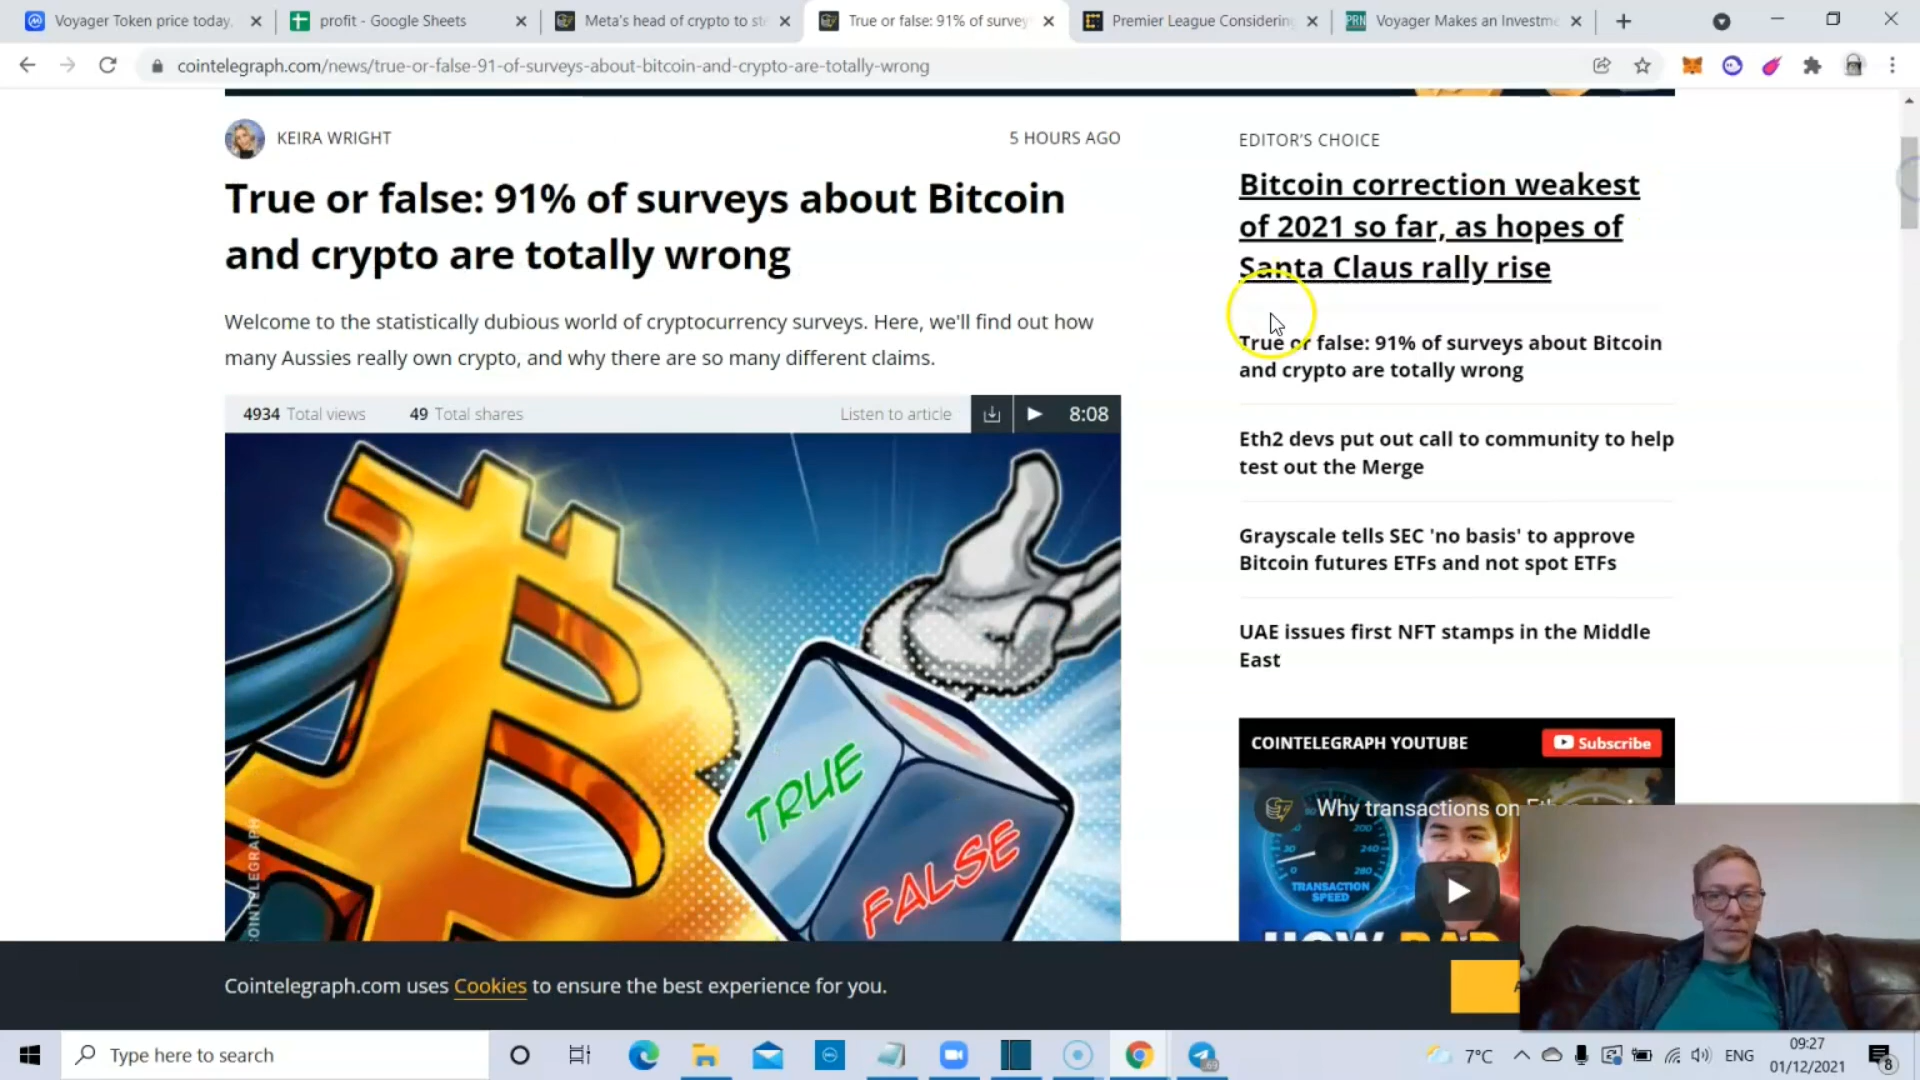 Voyager Token price today,
profit - Google Sheets
Meta's head of crypto to st
True or false: 91% of survey
Premier League Considering
Voyager Makes an Investm
cointelegraph.com/news/true-or-false-91-of-surveys-about-bitcoin-and-crypto-are-totally-wrong
KEIRA WRIGHT
5 HOURS AGO
True or false: 91% of surveys about Bitcoin
and crypto are totally wrong
Welcome to the statistically dubious world of cryptocurrency surveys. Here, we'll find out how
many Aussies really own crypto, and why there are so many different claims.
4934 Total views
49 Total shares
Listen to article
8:08
TRUE
FALSE
COINTELEGRAPH
EDITOR'S CHOICE
Bitcoin correction weakest
of 2021 so far, as hopes of
Santa Claus rally rise
True or false: 91% of surveys about Bitcoin
and crypto are totally wrong
Eth2 devs put out call to community to help
test out the Merge
Grayscale tells SEC 'no basis' to approve
Bitcoin futures ETFs and not spot ETFs
UAE issues first NFT stamps in the Middle
East
COINTELEGRAPH YOUTUBE
Subscribe
Why transactions on
TRANSACTION
SPEED
HOW BAD
Cointelegraph.com uses Cookies to ensure the best experience for you.
Type here to search
7°C
ENG
09:27
01/12/2021
8